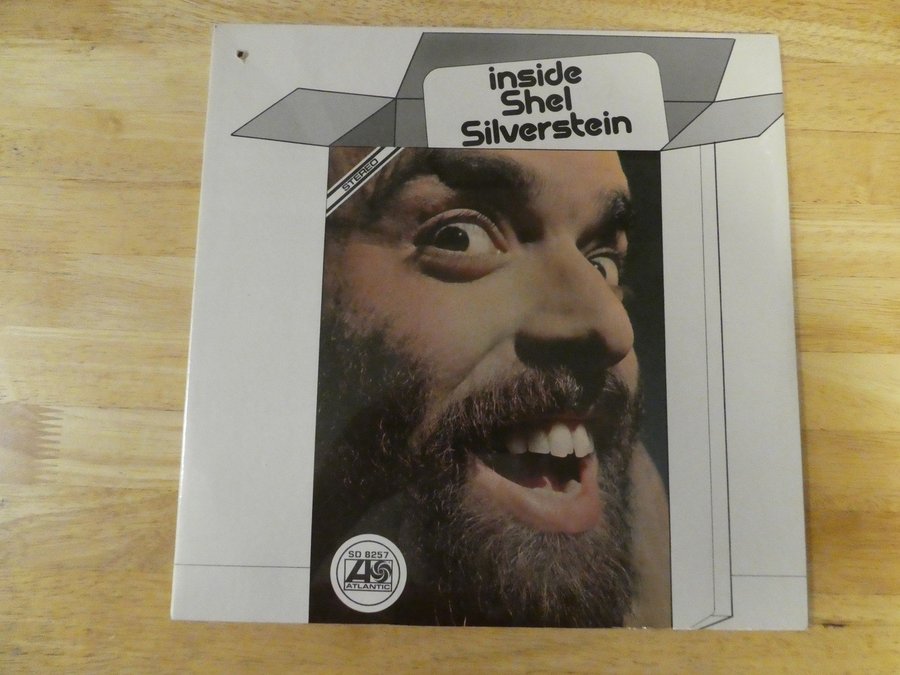 inside
Shel
Silverstein
STEREO
SD 8257
ATLANTIC